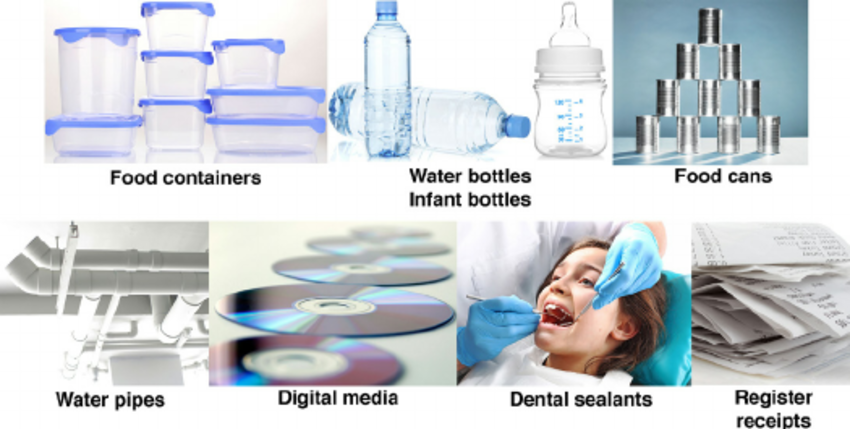 Food containers
Water bottles
Infant bottles
Food cans
Water pipes
Digital media
Dental sealants
Register
receipts